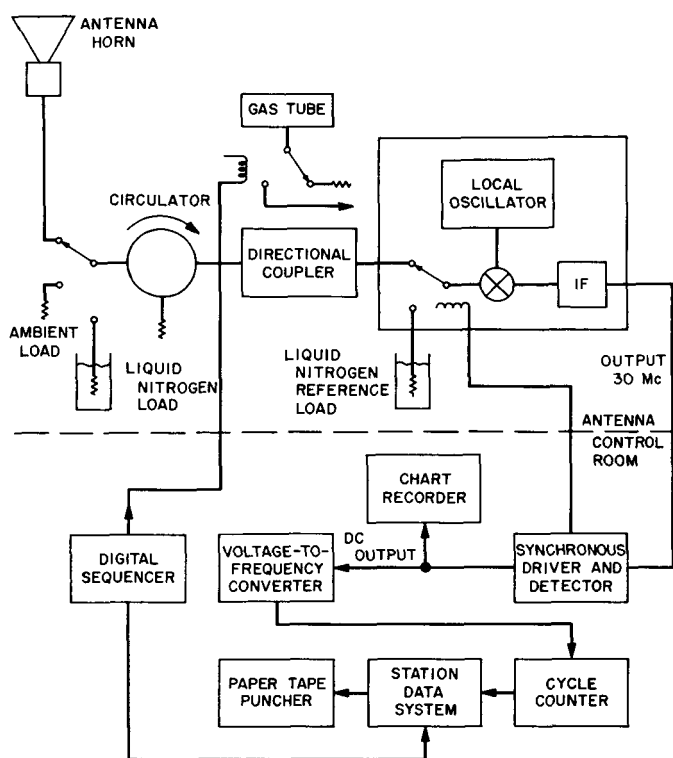 ANTENNA
HORN
GAS TUBE
CIRCULATOR
LOCAL
OSCILLATOR
DIRECTIONAL
COUPLER
IF
AMBIENT
LOAD
LIQUID
NITROGEN
LOAD
LIQUID
NITROGEN
REFERENCE
LOAD
OUTPUT
30 Mc
ANTENNA
CONTROL
ROOM
CHART
RECORDER
DC
OUTPUT
DIGITAL
SEQUENCER
VOLTAGE-TO-
FREQUENCY
CONVERTER
SYNCHRONOUS
DRIVER AND
DETECTOR
PAPER TAPE
PUNCHER
STATION
DATA
SYSTEM
CYCLE
COUNTER